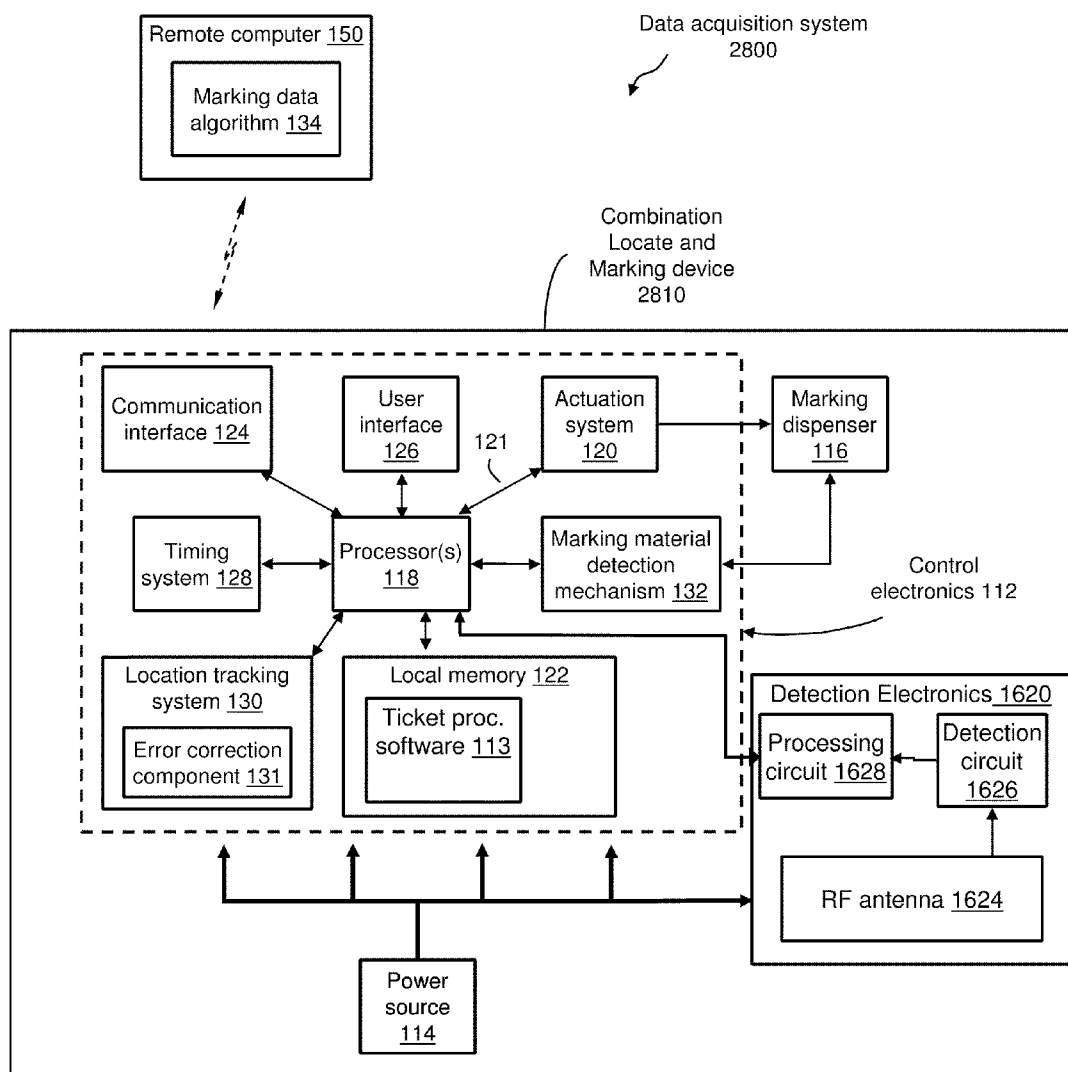 Remote computer 150
Marking data
algorithm 134
Data acquisition system
2800
Combination
Locate and
Marking device
2810
Communication
interface 124
User
interface
126
Actuation
system
120
Marking
dispenser
116
121
Timing
system 128
Processor(s)
118
Marking material
detection
mechanism 132
Control
electronics 112
Location tracking
system 130
Error correction
component 131
Local memory 122
Ticket proc.
software 113
Detection Electronics 1620
Processing
circuit 1628
Detection
circuit
1626
RF antenna 1624
Power
source
114